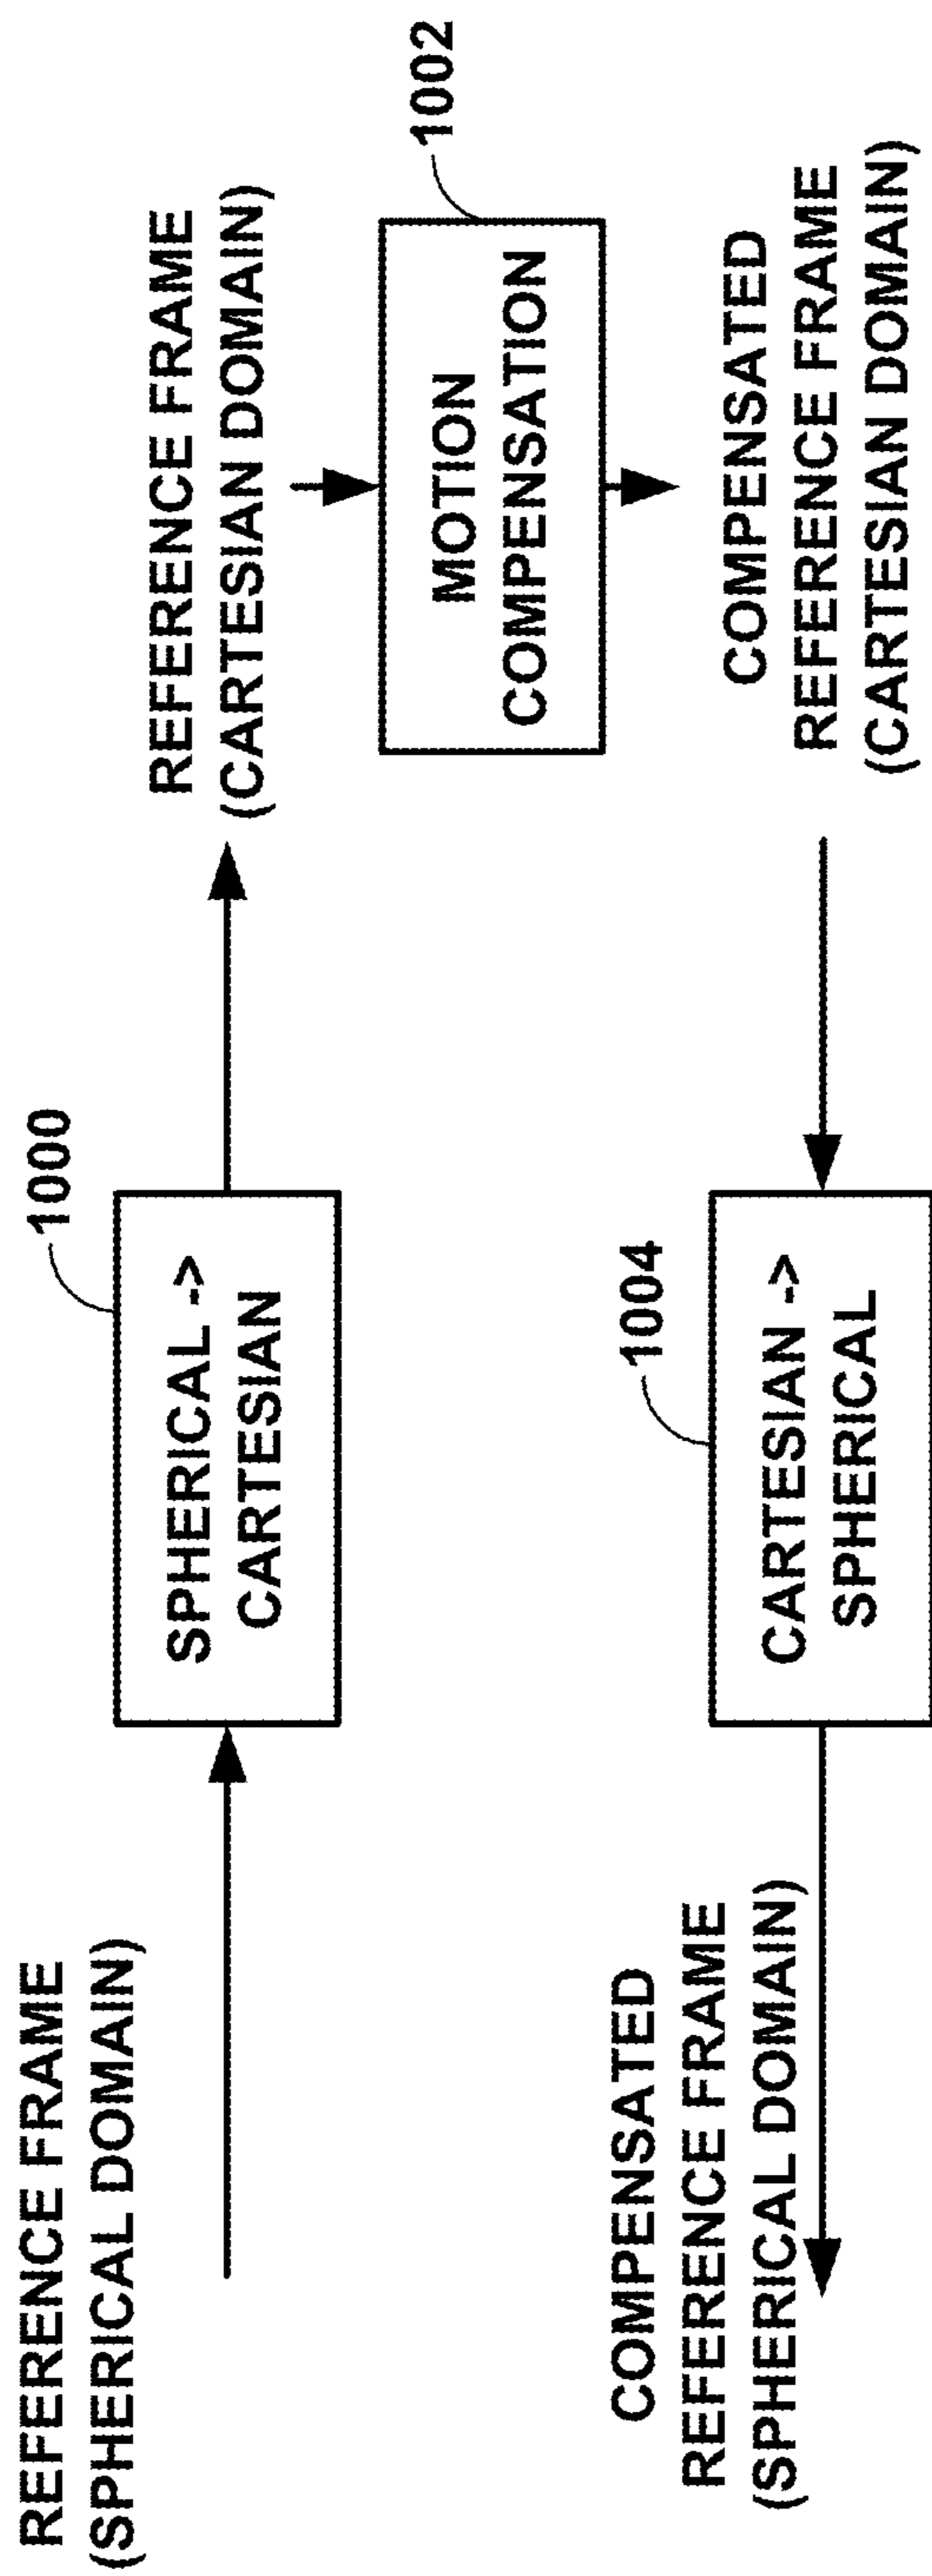 REFERENCE FRAME
(SPHERICAL DOMAIN)
1000
SPHERICAL ->
CARTESIAN
REFERENCE FRAME
(CARTESIAN DOMAIN)
1002
MOTION
COMPENSATION
COMPENSATED
REFERENCE FRAME
(CARTESIAN DOMAIN)
1004
CARTESIAN ->
SPHERICAL
COMPENSATED
REFERENCE FRAME
(SPHERICAL DOMAIN)